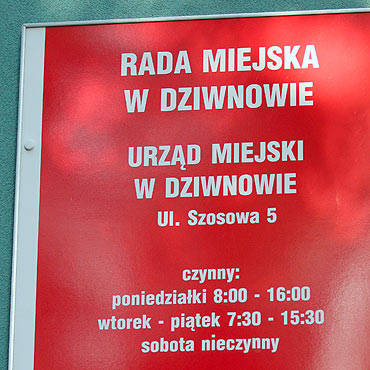 RADA MIEJSKA
W DZIWNOWIE
URZĄD MIEJSKI
W DZIWNOWIE
Ul. Szosowa 5
czynny:
poniedziałki 8:00 - 16:00
wtorek - piątek 7:30 - 15:30
sobota nieczynny